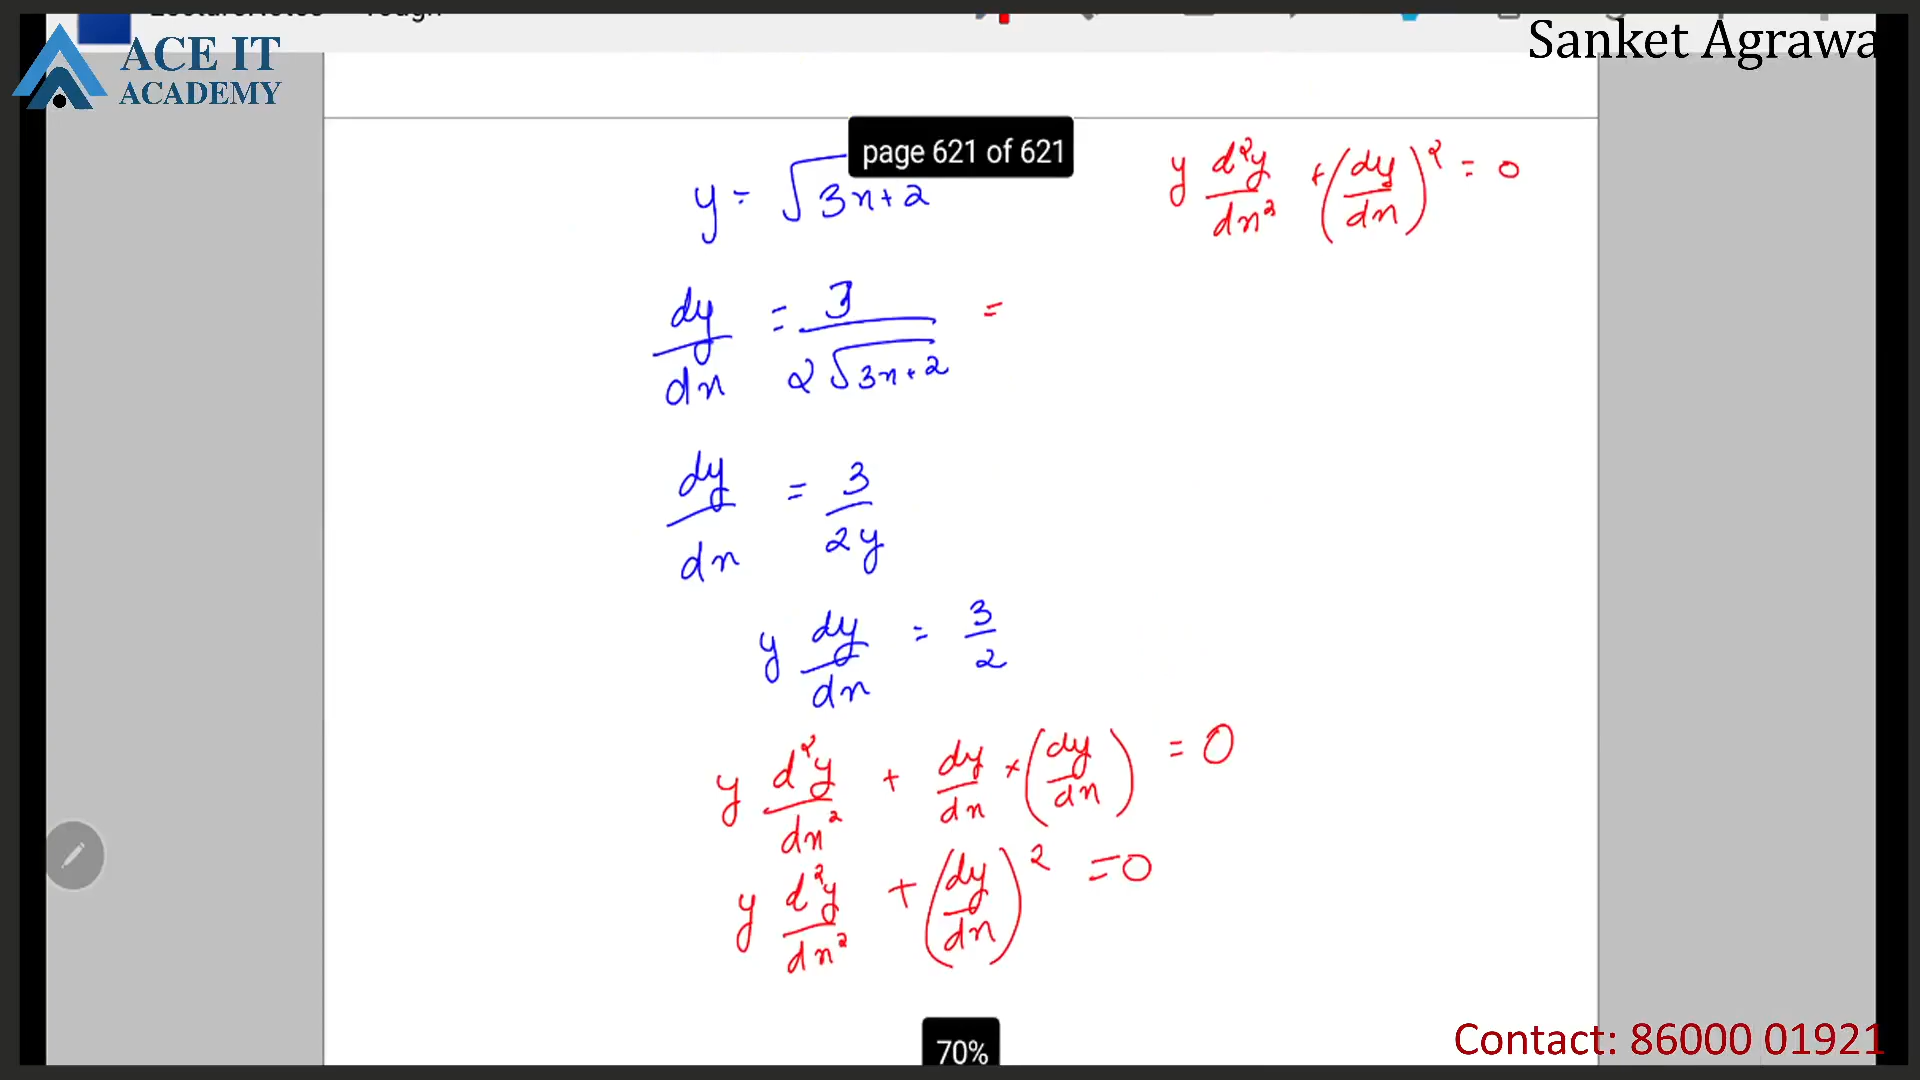 ACE IT
ACADEMY
Sanket Agrawa
page 621 of 621
y = √3x+2
y d²y/dx² + (dy/dx)² = 0
dy/dx = 3/2√3x+2 =
dy/dx = 3/2y
y dy/dx = 3/2
y d²y/dx² + dy/dx × (dy/dx) = 0
y d²y/dx² + (dy/dx)² = 0
70%
Contact: 86000 01921